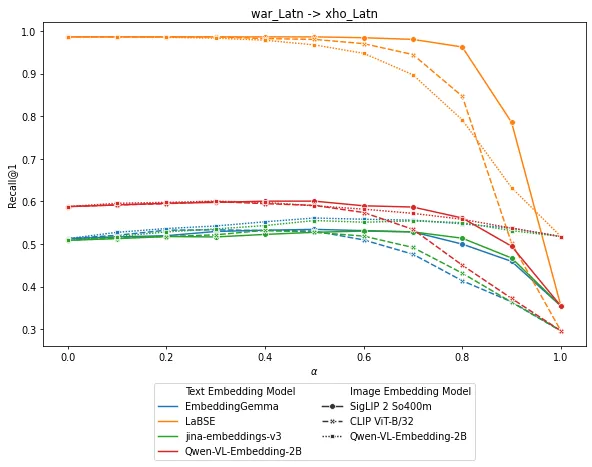 war_Latn -> xho_Latn
Recall@1
1.0
0.9
0.8
0.7
0.6
0.5
0.4
0.3
0.0 0.2 0.4 0.6 0.8 1.0
α
Text Embedding Model
EmbeddingGemma
LaBSE
jina-embeddings-v3
Qwen-VL-Embedding-2B
Image Embedding Model
SigLIP 2 So400m
CLIP ViT-B/32
Qwen-VL-Embedding-2B